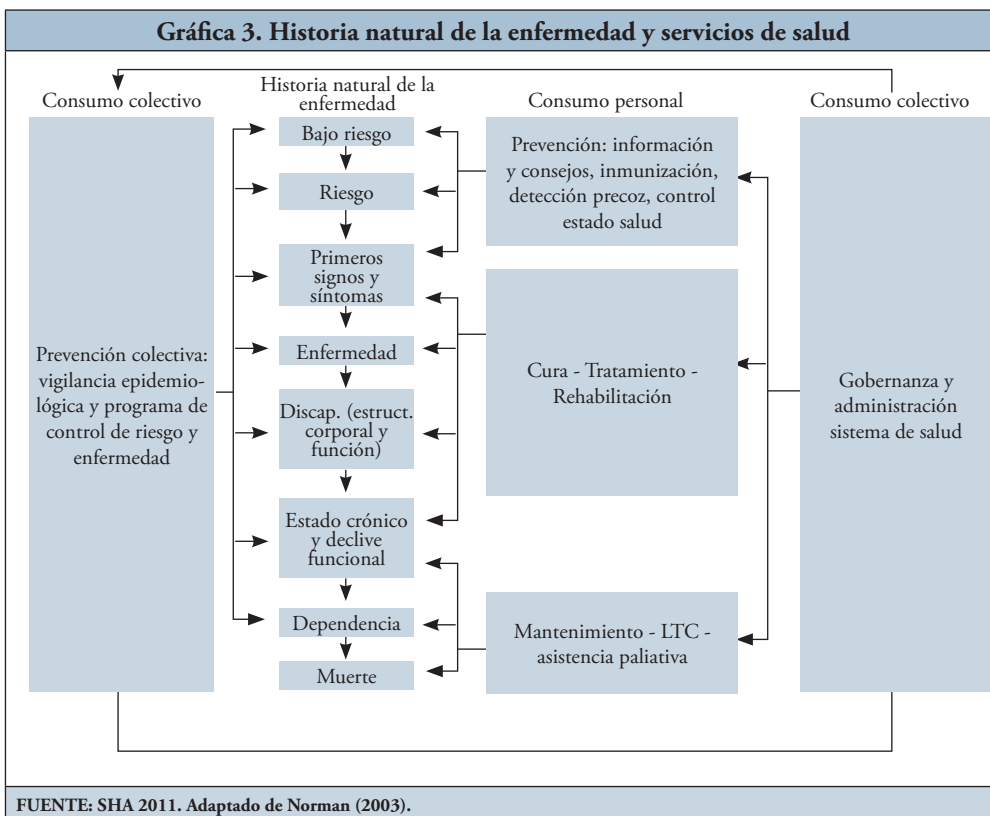 Gráfica 3. Historia natural de la enfermedad y servicios de salud
Consumo colectivo
Historia natural de la
enfermedad
Consumo personal
Consumo colectivo
Prevención colectiva:
vigilancia epidemio-
lógica y programa de
control de riesgo y
enfermedad
Bajo riesgo
Riesgo
Primeros
signos y
síntomas
Enfermedad
Discap. (estruct.
corporal y
función)
Estado crónico
y declive
funcional
Dependencia
Muerte
Prevención: información
y consejos, inmunización,
detección precoz, control
estado salud
Cura - Tratamiento -
Rehabilitación
Mantenimiento - LTC -
asistencia paliativa
Gobernanza y
administración
sistema de salud
FUENTE: SHA 2011. Adaptado de Norman (2003).